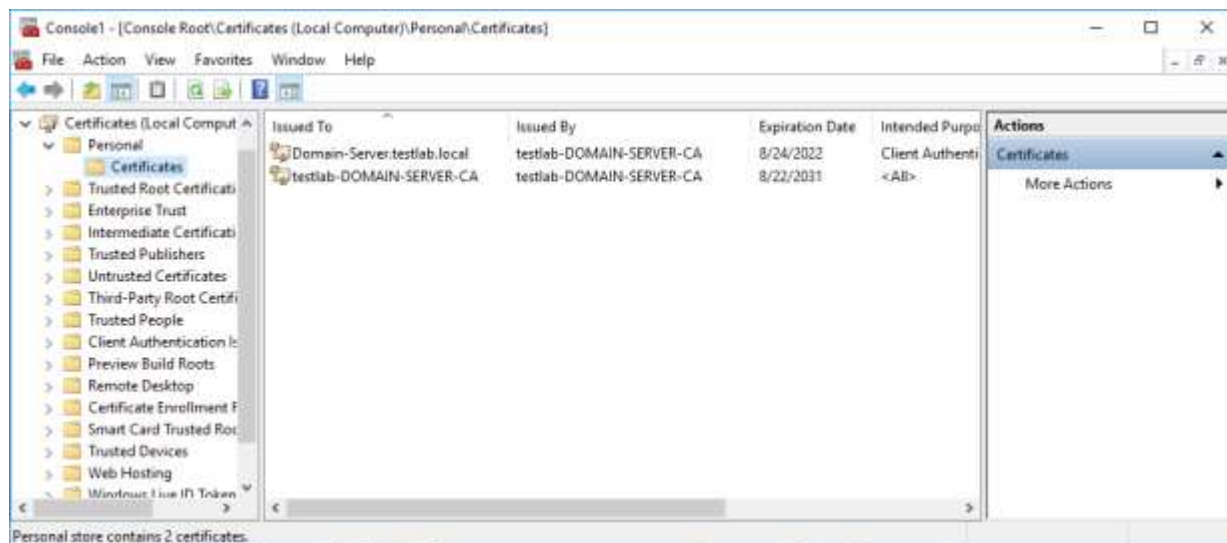 Console1 - [Console Root\Certificates (Local Computer)\Personal\Certificates]
File Action View Favorites Window Help
Certificates (Local Comput
Personal
Certificates
Trusted Root Certificati
Enterprise Trust
Intermediate Certificati
Trusted Publishers
Untrusted Certificates
Third-Party Root Certifi
Trusted People
Client Authentication Is
Preview Build Roots
Remote Desktop
Certificate Enrollment R
Smart Card Trusted Roo
Trusted Devices
Web Hosting
Windows Live ID Token
Issued To Issued By Expiration Date Intended Purpo
Domain-Server.testlab.local testlab-DOMAIN-SERVER-CA 8/24/2022 Client Authenti
testlab-DOMAIN-SERVER-CA testlab-DOMAIN-SERVER-CA 8/22/2031 <All>
Actions
Certificates
More Actions
Personal store contains 2 certificates.